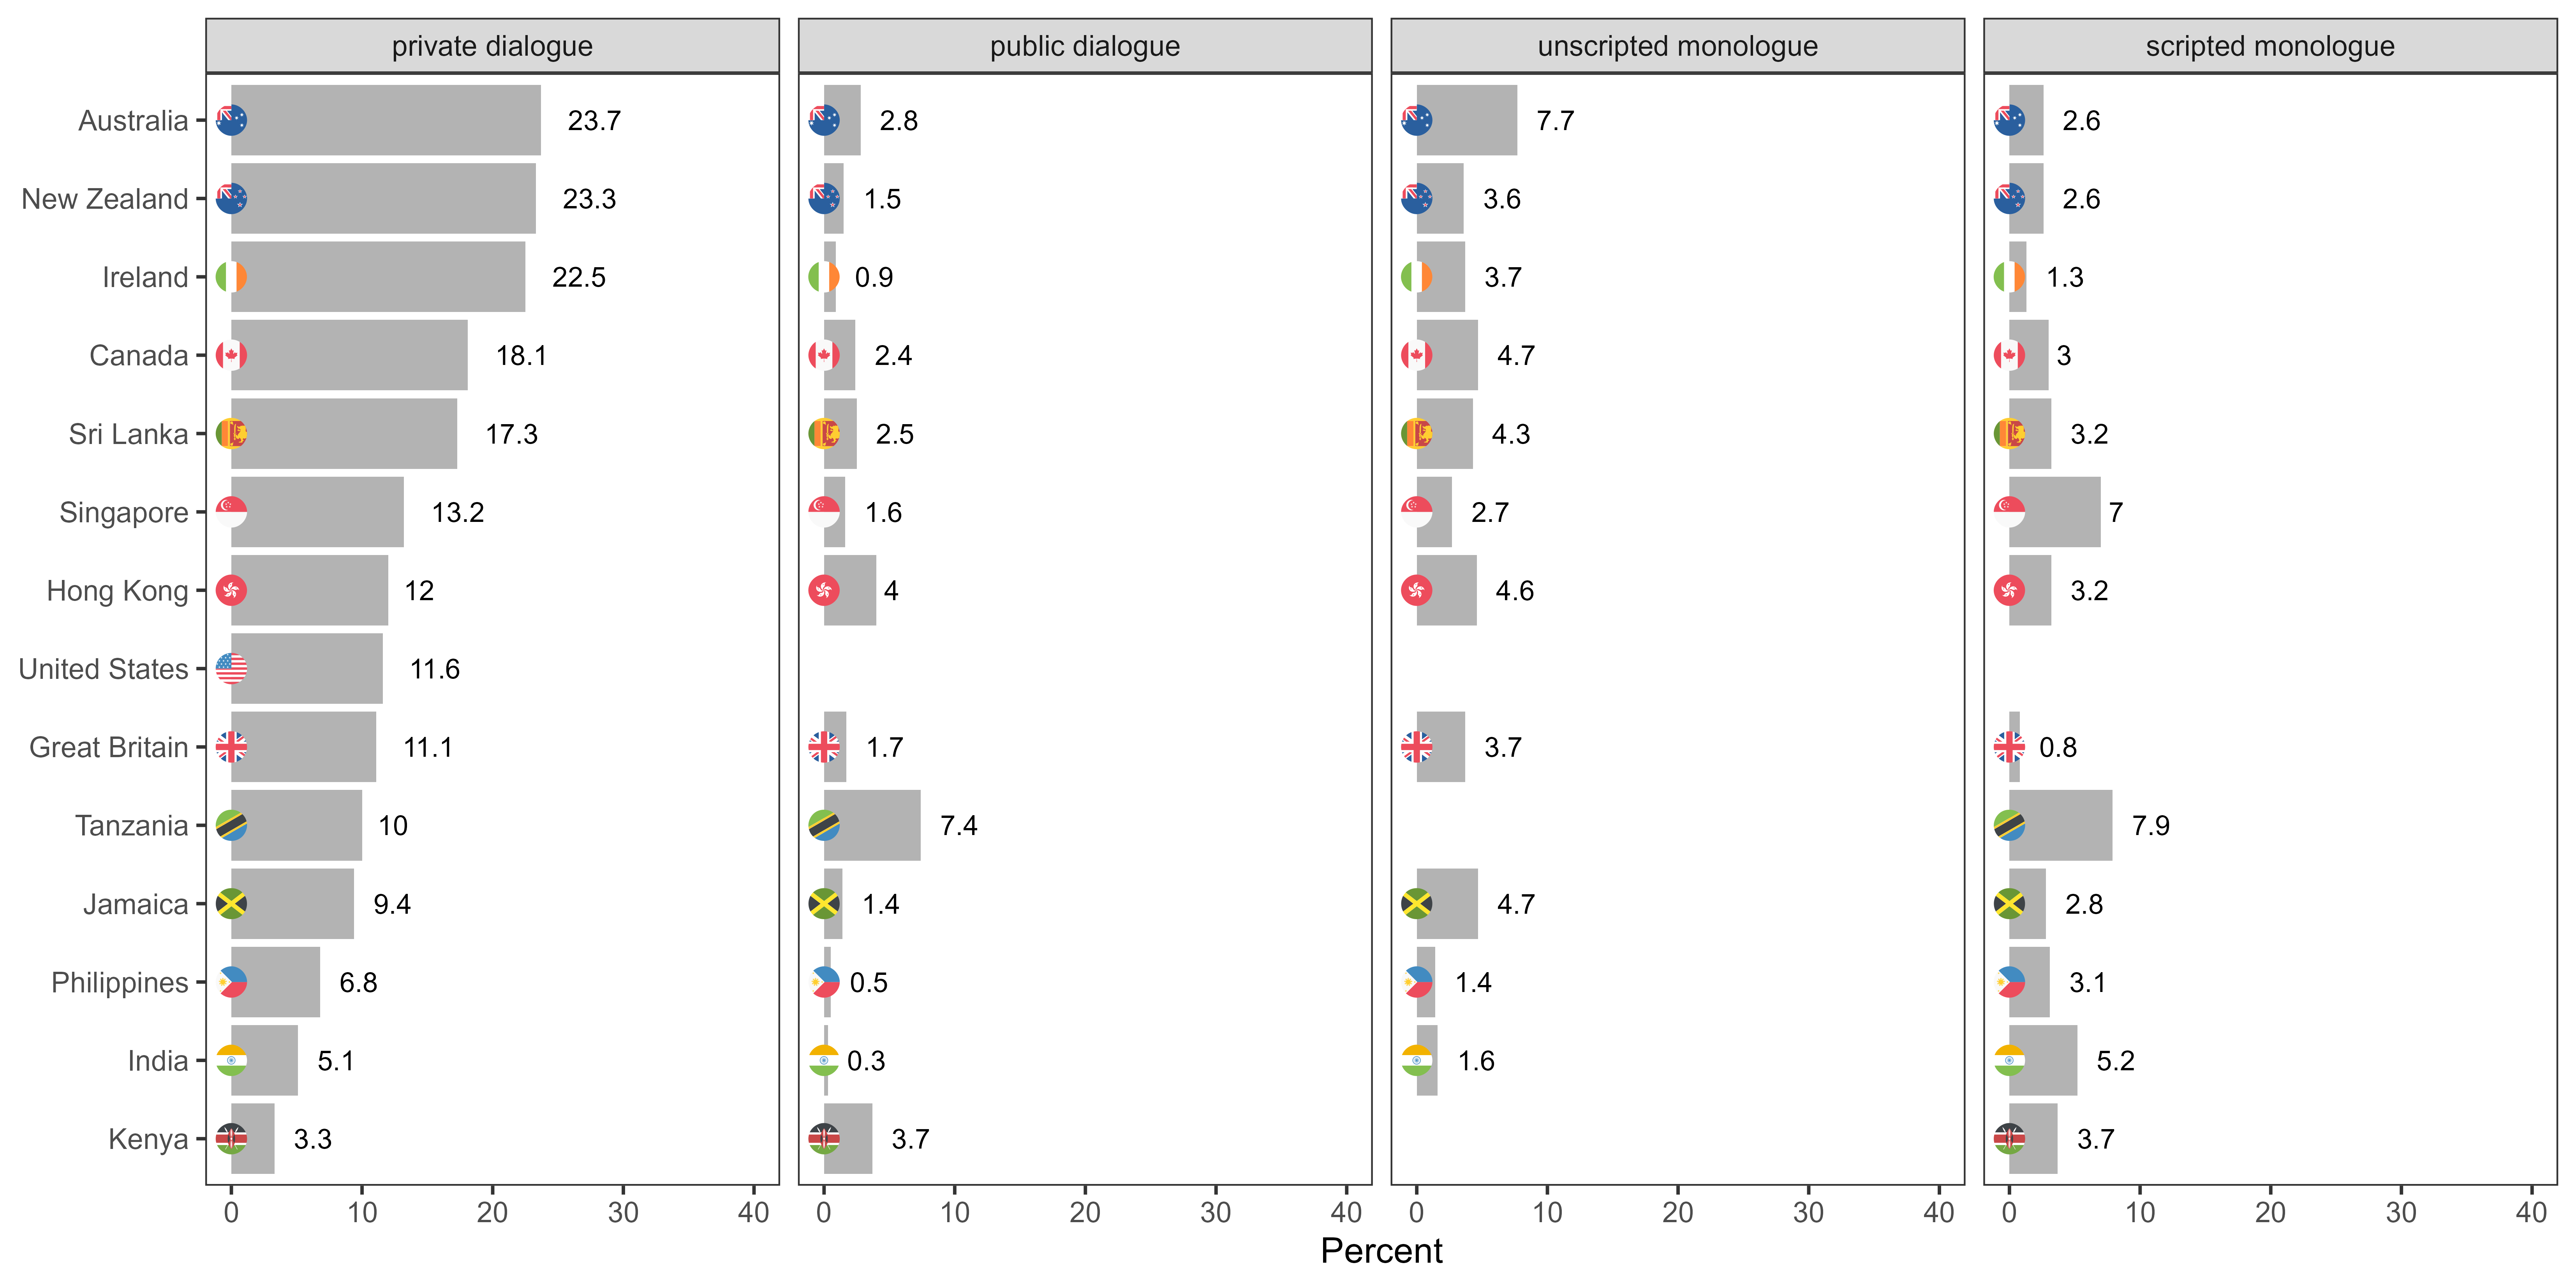 private dialogue public dialogue unscripted monologue scripted monologue
Australia 23.7 2.8 7.7 2.6
New Zealand 23.3 1.5 3.6 2.6
Ireland 22.5 0.9 3.7 1.3
Canada 18.1 2.4 4.7 3
Sri Lanka 17.3 2.5 4.3 3.2
Singapore 13.2 1.6 2.7 7
Hong Kong 12 4 4.6 3.2
United States 11.6
Great Britain 11.1 1.7 3.7 0.8
Tanzania 10 7.4 7.9
Jamaica 9.4 1.4 4.7 2.8
Philippines 6.8 0.5 1.4 3.1
India 5.1 0.3 1.6 5.2
Kenya 3.3 3.7 3.7
0 10 20 30 40 0 10 20 30 40 0 10 20 30 40 0 10 20 30 40
Percent